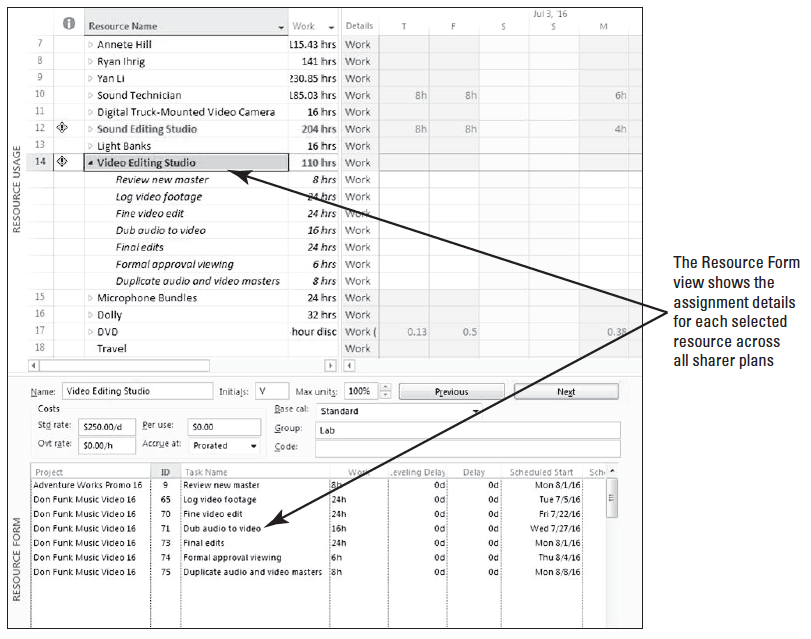 Jul 3, '16
Resource Name Work Details T F S S M
7 Annete Hill 115.43 hrs Work
8 Ryan Ihrig 141 hrs Work
9 Yan Li 230.85 hrs Work
10 Sound Technician 185.03 hrs Work 8h 8h 6h
11 Digital Truck-Mounted Video Camera 16 hrs Work
12 Sound Editing Studio 204 hrs Work 8h 8h 4h
13 Light Banks 16 hrs Work
14 Video Editing Studio 110 hrs Work
Review new master 8 hrs Work
Log video footage 24 hrs Work
Fine video edit 24 hrs Work
Dub audio to video 16 hrs Work
Final edits 24 hrs Work
Formal approval viewing 6 hrs Work
Duplicate audio and video masters 8 hrs Work
15 Microphone Bundles 24 hrs Work
16 Dolly 32 hrs Work
17 DVD -hour disc Work ( 0.13 0.5 0.38
18 Travel Work
RESOURCE USAGE
The Resource Form
view shows the
assignment details
for each selected
resource across
all sharer plans
Name: Video Editing Studio Initials: V Max units: 100% Previous Next
Costs Base cal: Standard
Std rate: $250.00/d Per use: $0.00 Group: Lab
Ovt rate: $0.00/h Accrue at: Prorated Code:
Project ID Task Name Work Leveling Delay Delay Scheduled Start Sch
Adventure Works Promo 16 9 Review new master 8h 0d 0d Mon 8/1/16
Don Funk Music Video 16 65 Log video footage 24h 0d 0d Tue 7/5/16
Don Funk Music Video 16 70 Fine video edit 24h 0d 0d Fri 7/22/16
Don Funk Music Video 16 71 Dub audio to video 16h 0d 0d Wed 7/27/16
Don Funk Music Video 16 73 Final edits 24h 0d 0d Mon 8/1/16
Don Funk Music Video 16 74 Formal approval viewing 6h 0d 0d Thu 8/4/16
Don Funk Music Video 16 75 Duplicate audio and video masters 8h 0d 0d Mon 8/8/16
RESOURCE FORM